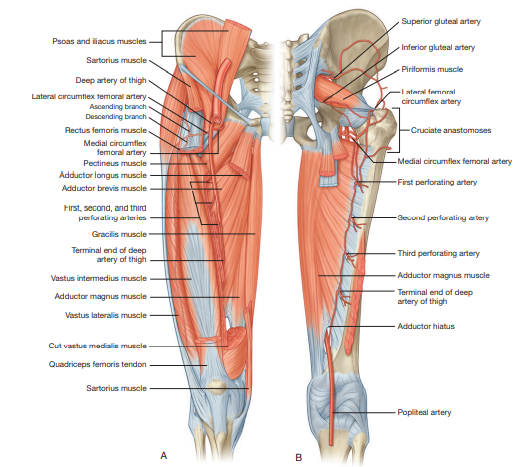 Psoas and iliacus muscles
Sartorius muscle
Deep artery of thigh
Lateral circumflex femoral artery
Ascending branch
Descending branch
Rectus femoris muscle
Medial circumflex
femoral artery
Pectineus muscle
Adductor longus muscle
Adductor brevis muscle
First, second, and third
perforating arteries
Gracilis muscle
Terminal end of deep
artery of thigh
Vastus intermedius muscle
Adductor magnus muscle
Vastus lateralis muscle
Cut vastus medialis muscle
Quadriceps femoris tendon
Sartorius muscle
A
Superior gluteal artery
Inferior gluteal artery
Piriformis muscle
Lateral femoral
circumflex artery
Cruciate anastomoses
Medial circumflex femoral artery
First perforating artery
Second perforating artery
Third perforating artery
Adductor magnus muscle
Terminal end of deep
artery of thigh
Adductor hiatus
Popliteal artery
B